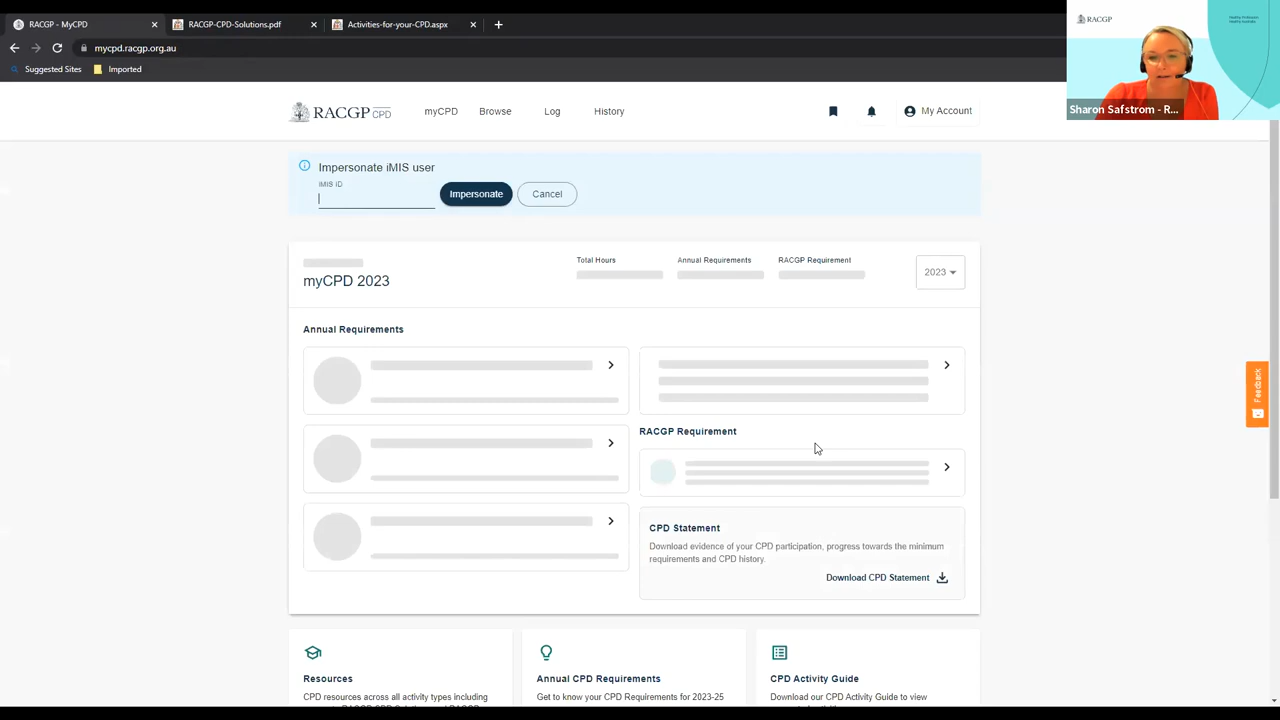 RACGP - MyCPD
RACGP-CPD-Solutions.pdf
Activities-for-your-CPD.aspx
mycpd.racgp.org.au
Suggested Sites
Imported
RACGP
Healthy Profession.
Healthy Australia.
Sharon Safstrom - R...
RACGP CPD
myCPD
Browse
Log
History
My Account
Impersonate iMIS user
iMIS ID
Impersonate
Cancel
myCPD 2023
Total Hours
Annual Requirements
RACGP Requirement
2023
Annual Requirements
RACGP Requirement
CPD Statement
Download evidence of your CPD participation, progress towards the minimum
requirements and CPD history.
Download CPD Statement
Feedback
Resources
CPD resources across all activity types including
Annual CPD Requirements
Get to know your CPD Requirements for 2023-25
CPD Activity Guide
Download our CPD Activity Guide to view